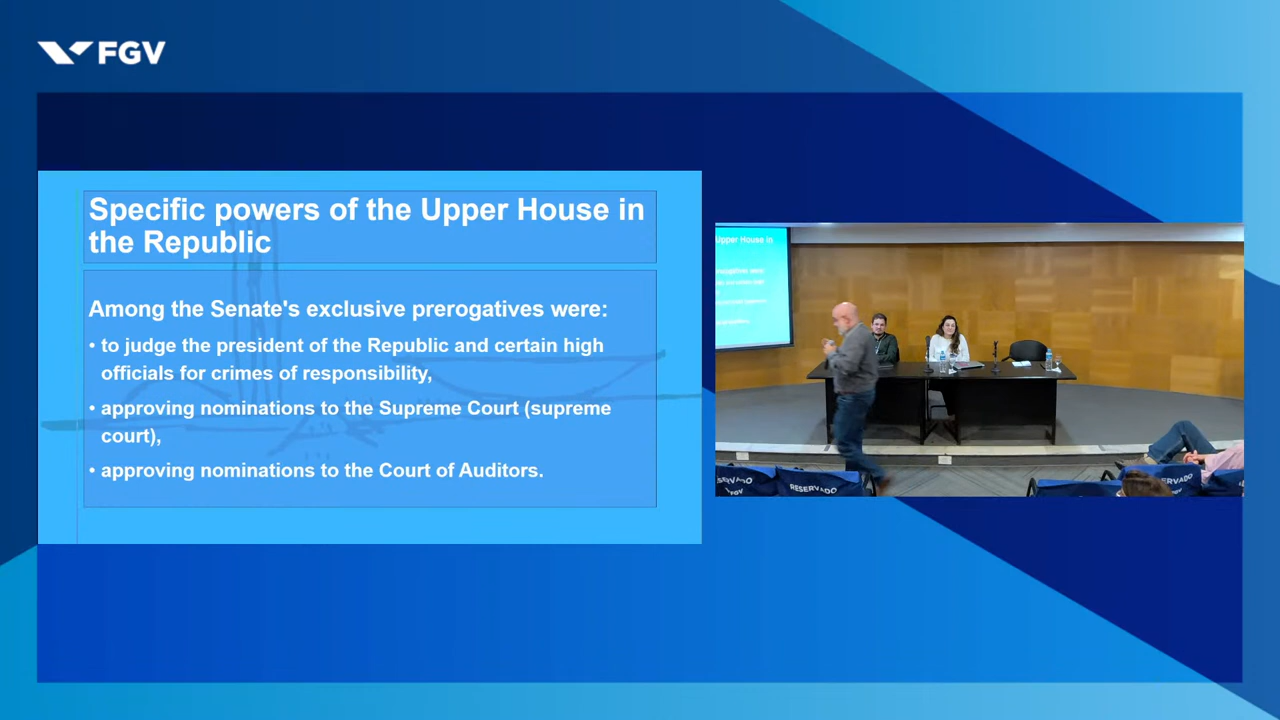 FGV
Specific powers of the Upper House in
the Republic
Among the Senate's exclusive prerogatives were:
• to judge the president of the Republic and certain high
officials for crimes of responsibility,
• approving nominations to the Supreme Court (supreme
court),
• approving nominations to the Court of Auditors.
Upper House in
RESERVADO
FGV
RESERVADO